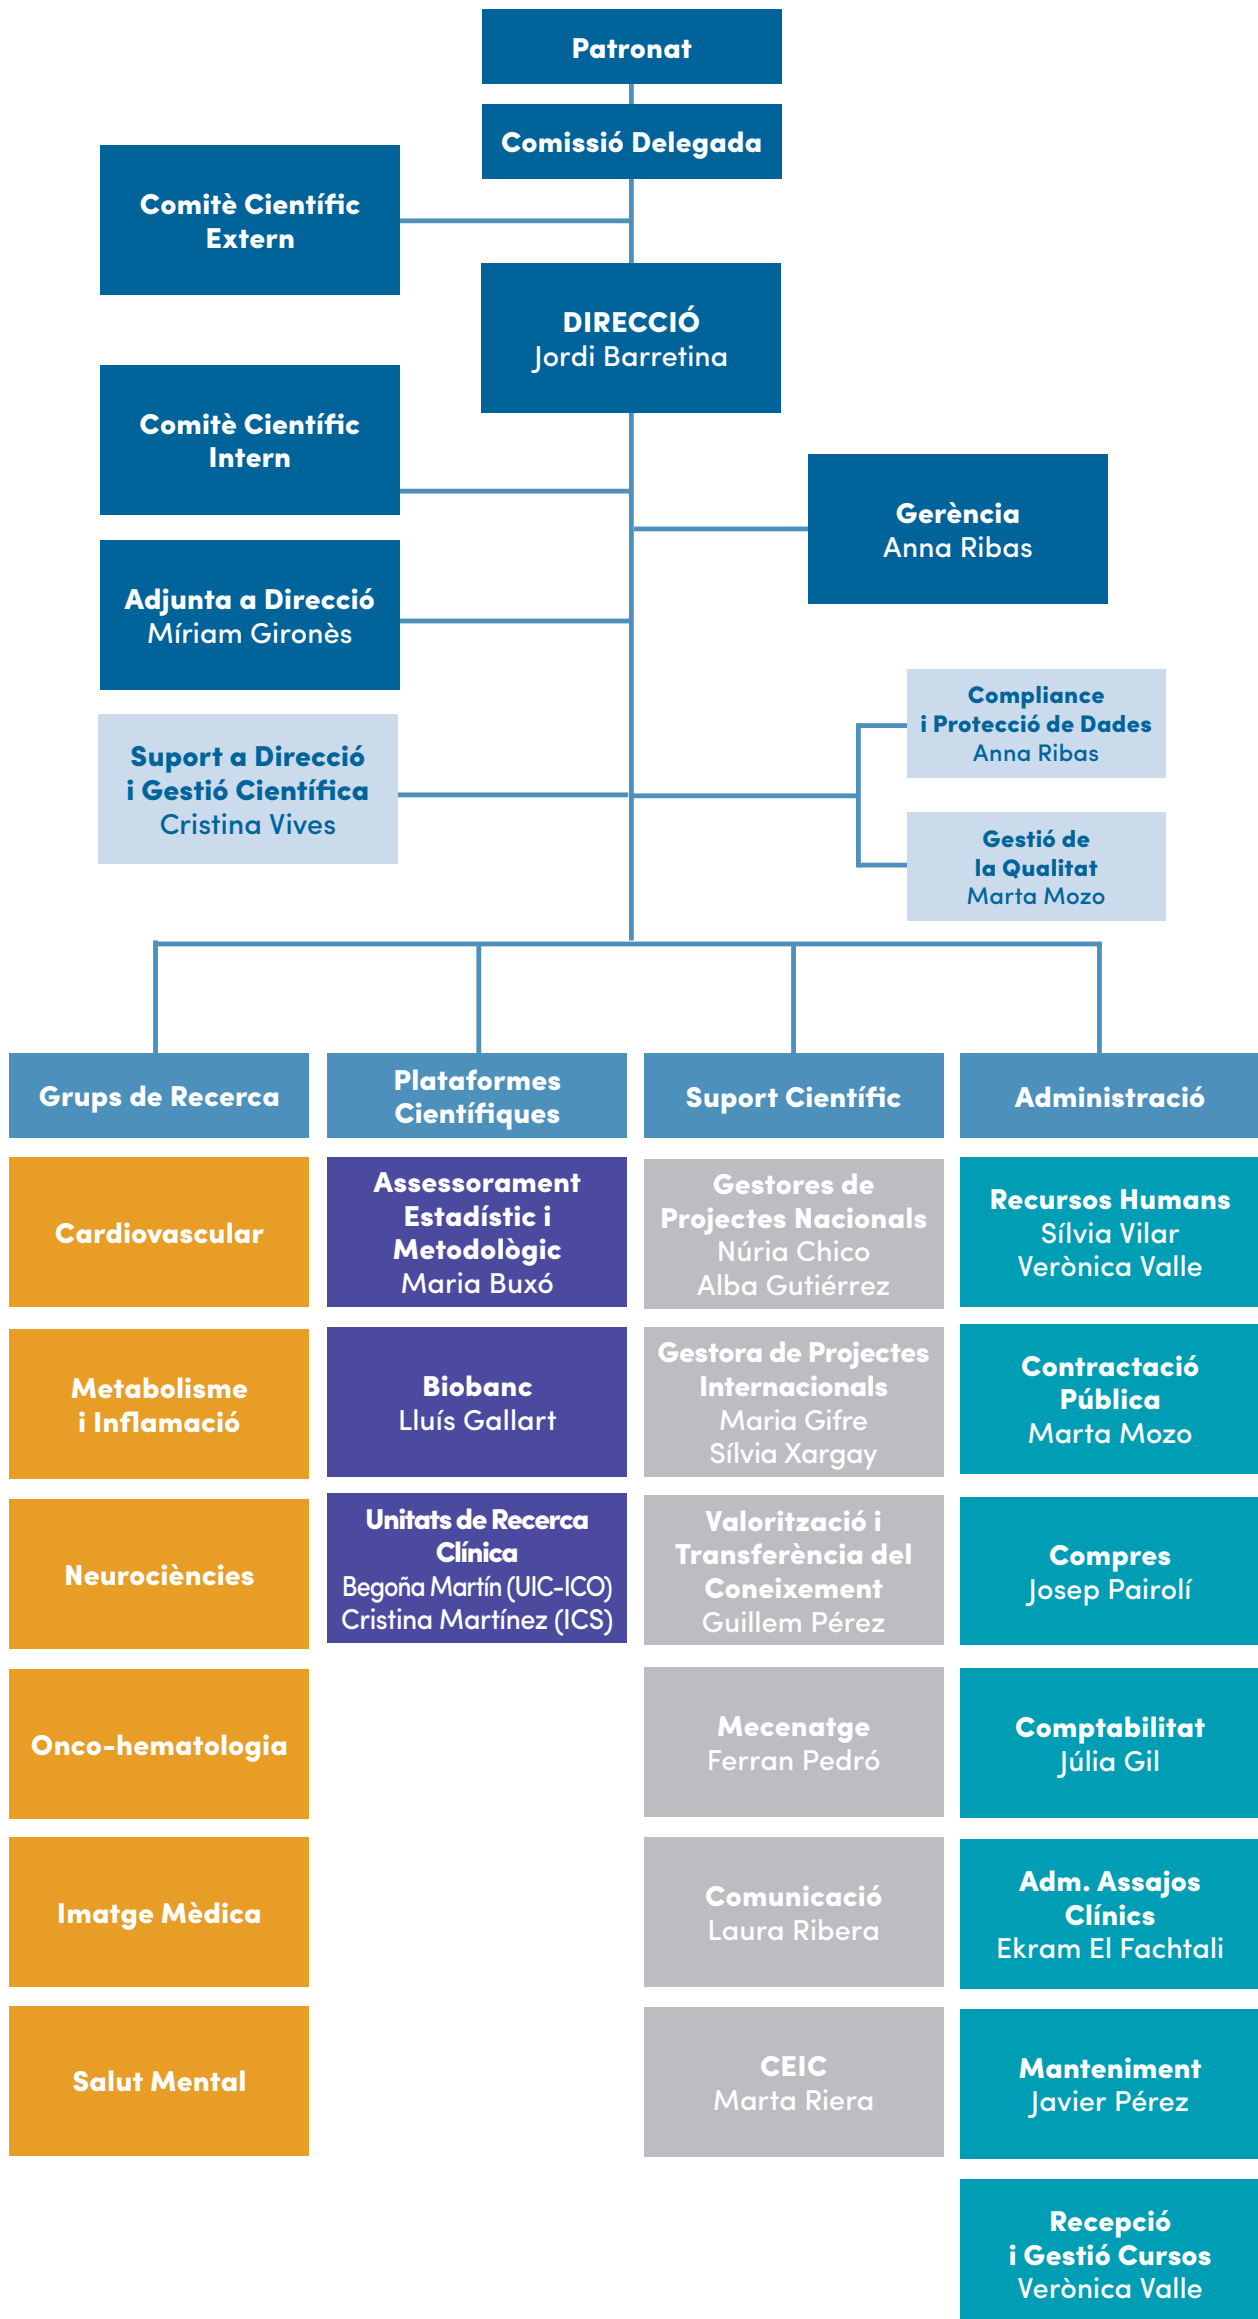 Patronat
Comissió Delegada
Comitè Científic
Extern
DIRECCIÓ
Jordi Barretina
Comitè Científic
Intern
Gerència
Anna Ribas
Adjunta a Direcció
Míriam Gironès
Compliance
i Protecció de Dades
Anna Ribas
Suport a Direcció
i Gestió Científica
Cristina Vives
Gestió de
la Qualitat
Marta Mozo
Grups de Recerca
Cardiovascular
Metabolisme
i Inflamació
Neurociències
Onco-hematologia
Imatge Mèdica
Salut Mental
Plataformes
Científiques
Assessorament
Estadístic i
Metodològic
Maria Buxó
Biobanc
Lluís Gallart
Unitats de Recerca
Clínica
Begoña Martín (UIC-ICO)
Cristina Martínez (ICS)
Suport Científic
Gestores de
Projectes Nacionals
Núria Chico
Alba Gutiérrez
Gestora de Projectes
Internacionals
Maria Gifre
Sílvia Xargay
Valorització i
Transferència del
Coneixement
Guillem Pérez
Mecenatge
Ferran Pedró
Comunicació
Laura Ribera
CEIC
Marta Riera
Administració
Recursos Humans
Sílvia Vilar
Verònica Valle
Contractació
Pública
Marta Mozo
Compres
Josep Pairolí
Comptabilitat
Júlia Gil
Adm. Assajos
Clínics
Ekram El Fachtali
Manteniment
Javier Pérez
Recepció
i Gestió Cursos
Verònica Valle